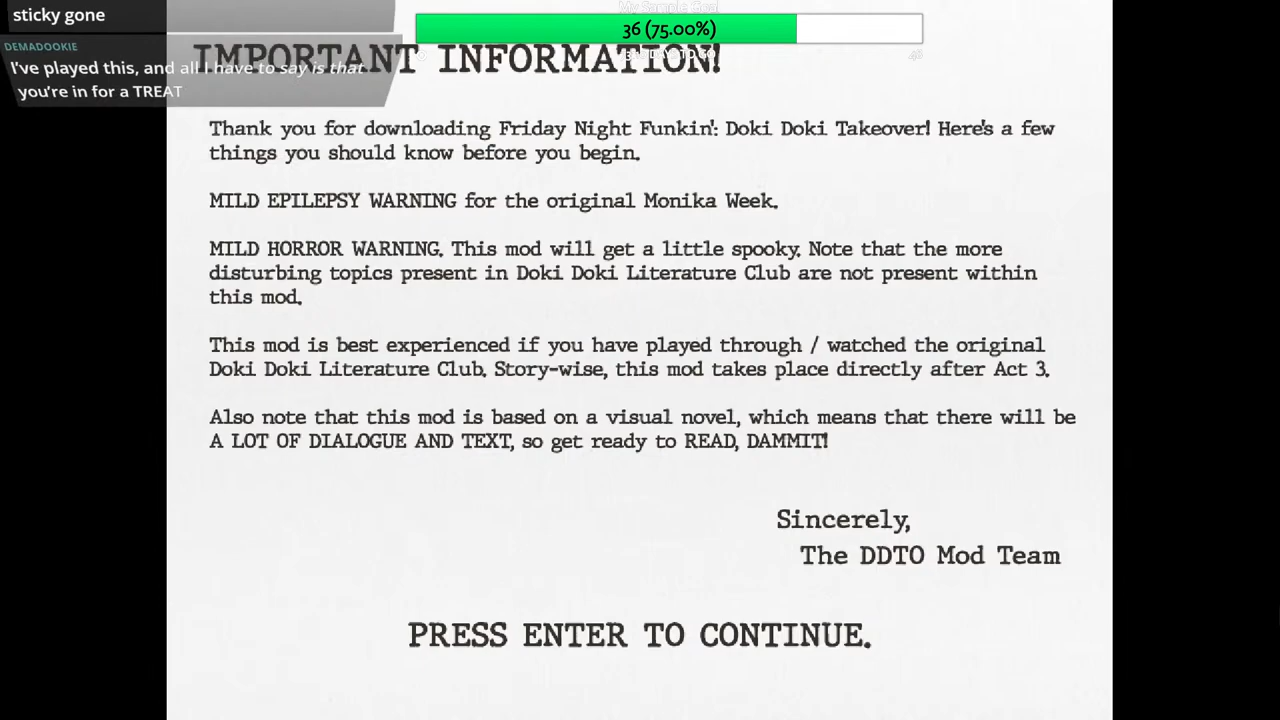 sticky gone
DEMADOOKIE
I've played this, and all I have to say is that
you're in for a TREAT
My Sample Goal
36 (75.00%)
IMPORTANT INFORMATION!
Thank you for downloading Friday Night Funkin': Doki Doki Takeover! Here's a few
things you should know before you begin.
MILD EPILEPSY WARNING for the original Monika Week.
MILD HORROR WARNING. This mod will get a little spooky. Note that the more
disturbing topics present in Doki Doki Literature Club are not present within
this mod.
This mod is best experienced if you have played through / watched the original
Doki Doki Literature Club. Story-wise, this mod takes place directly after Act 3.
Also note that this mod is based on a visual novel, which means that there will be
A LOT OF DIALOGUE AND TEXT, so get ready to READ, DAMMIT!
Sincerely,
The DDTO Mod Team
PRESS ENTER TO CONTINUE.